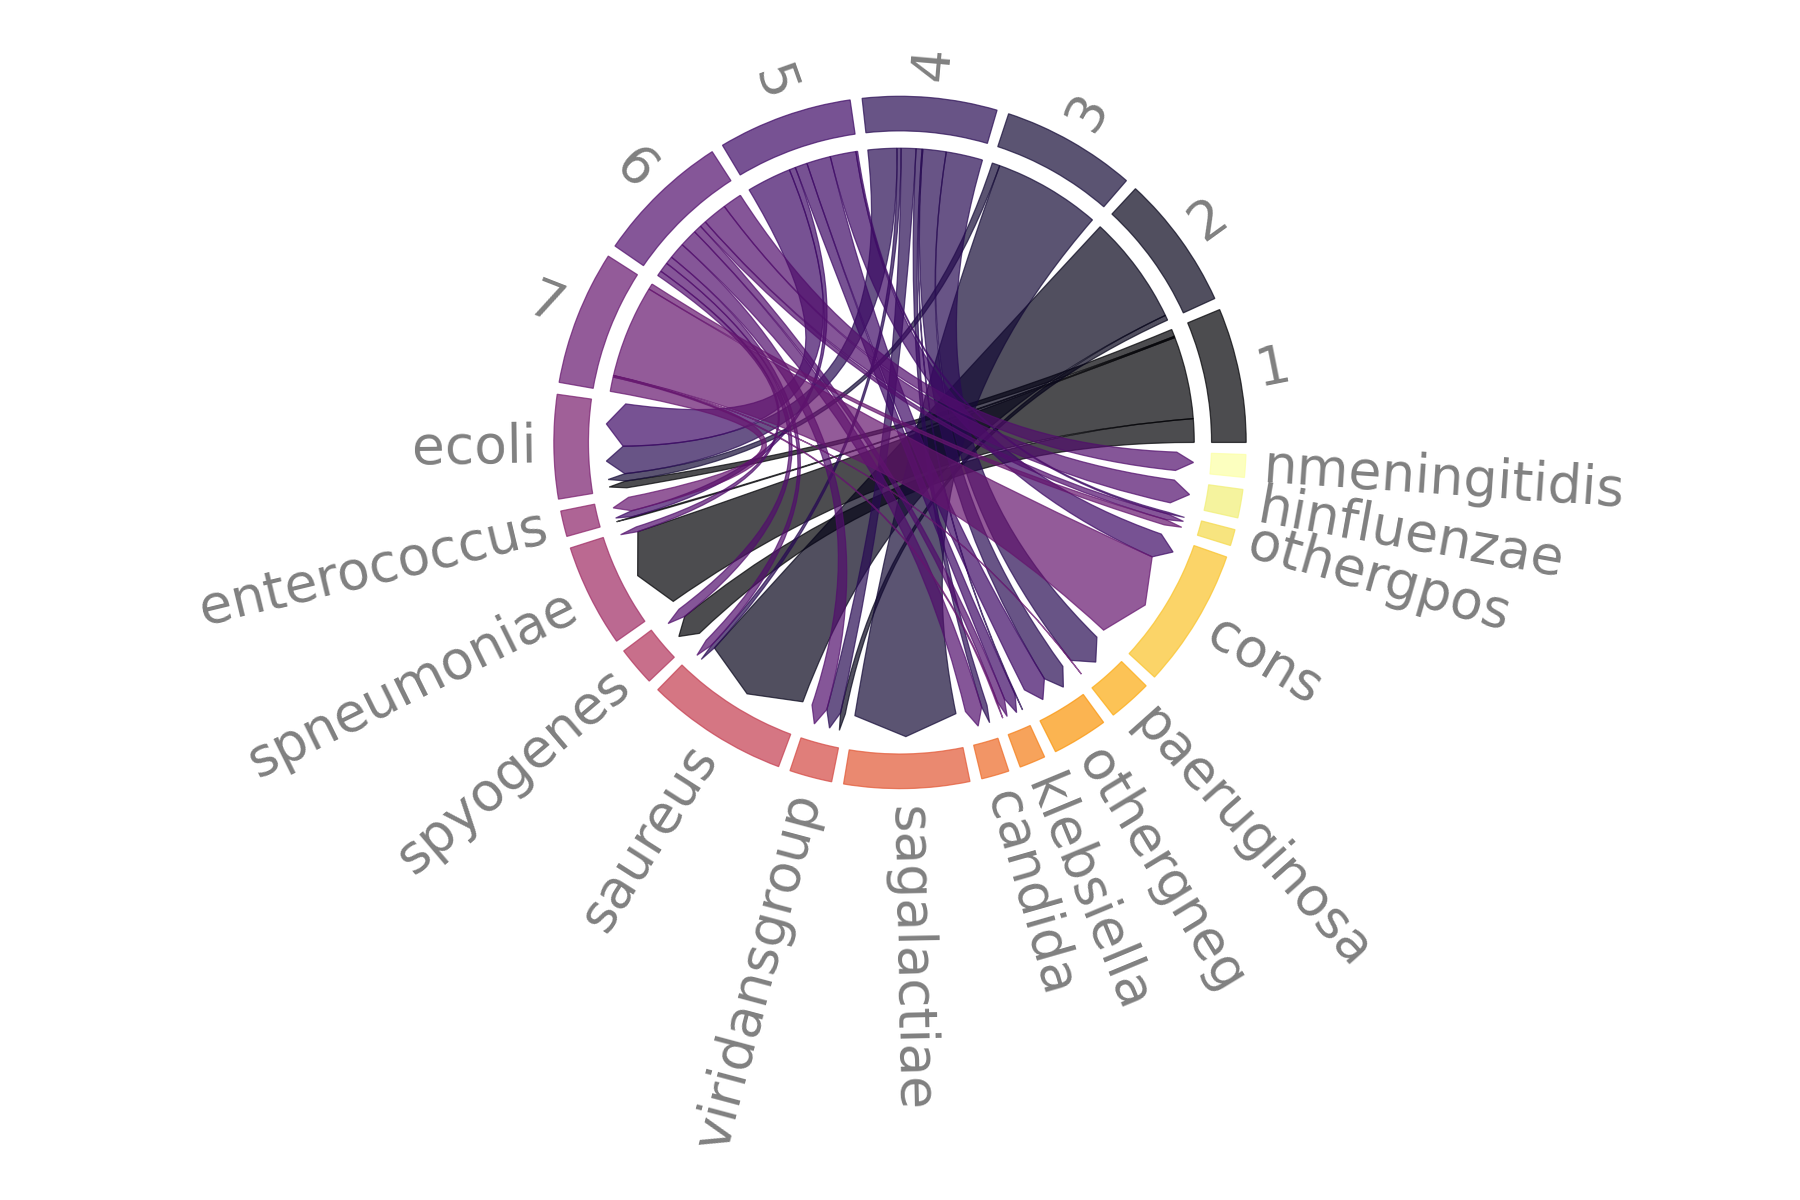 1
2
3
4
5
6
7
ecoli
enterococcus
spneumoniae
spyogenes
saureus
viridansgroup
sagalactiae
candida
klebsiella
othergneg
paeruginosa
cons
othergpos
hinfluenzae
nmeningitidis